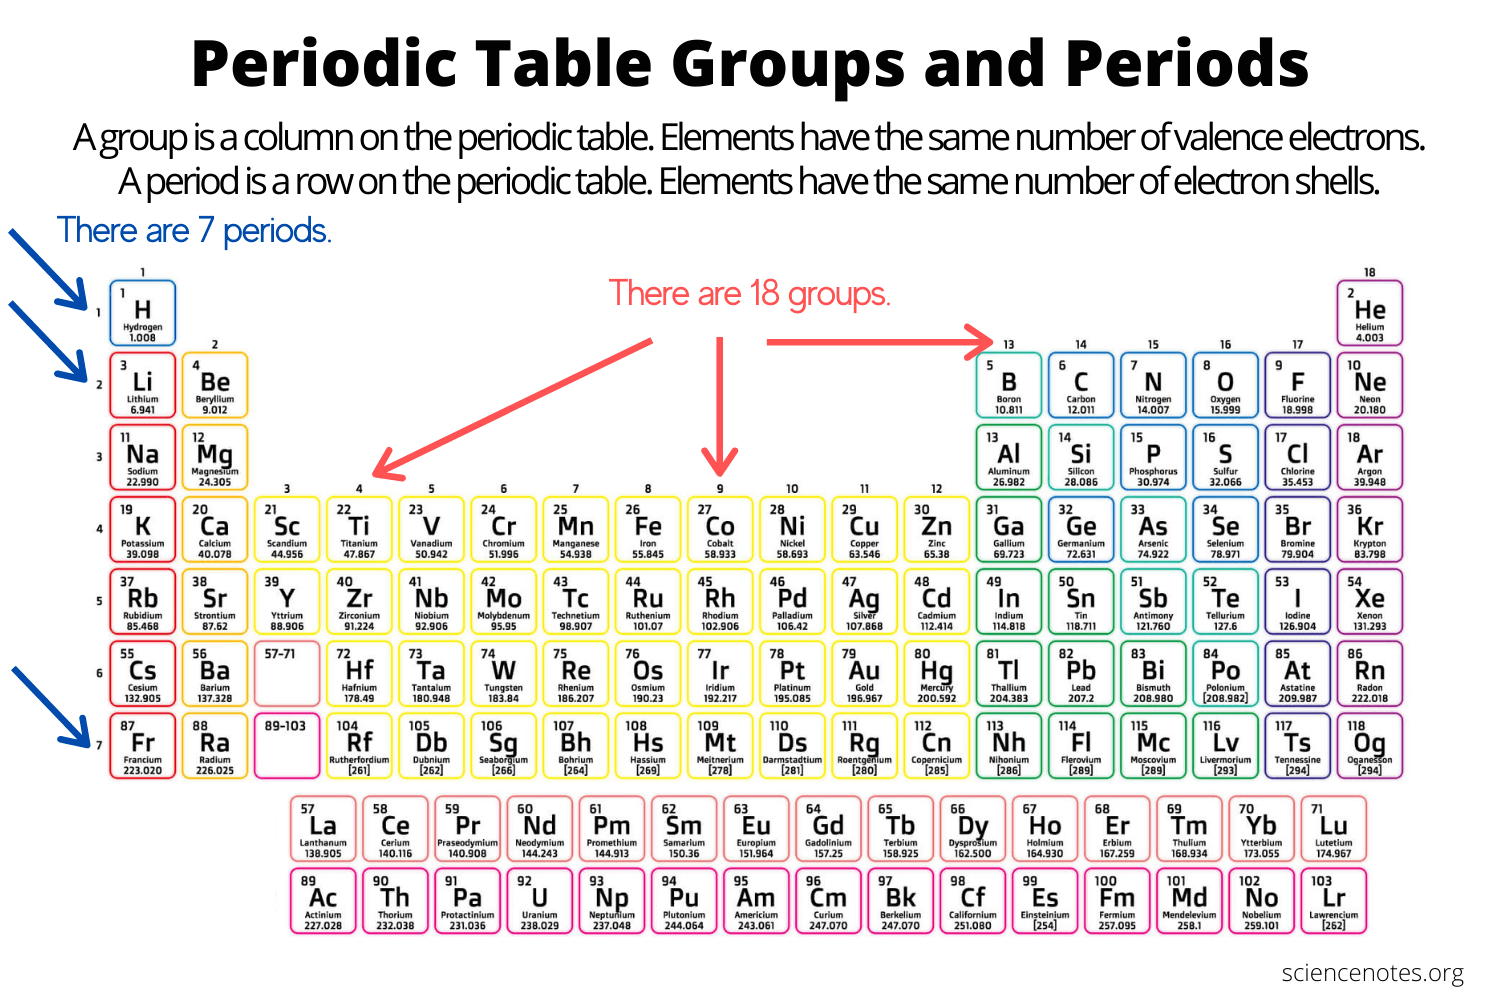 Periodic Table Groups and Periods
A group is a column on the periodic table. Elements have the same number of valence electrons.
A period is a row on the periodic table. Elements have the same number of electron shells.
There are 7 periods.
There are 18 groups.
1 18
1 2
1 H He
Hydrogen Helium
1.008 4.003
2 13 14 15 16 17
3 4 5 6 7 8 9 10
2 Li Be B C N O F Ne
Lithium Beryllium Boron Carbon Nitrogen Oxygen Fluorine Neon
6.941 9.012 10.811 12.011 14.007 15.999 18.998 20.180
11 12 13 14 15 16 17 18
3 Na Mg Al Si P S Cl Ar
Sodium Magnesium Aluminum Silicon Phosphorus Sulfur Chlorine Argon
22.990 24.305 26.982 28.086 30.974 32.066 35.453 39.948
3 4 5 6 7 8 9 10 11 12
19 20 21 22 23 24 25 26 27 28 29 30 31 32 33 34 35 36
4 K Ca Sc Ti V Cr Mn Fe Co Ni Cu Zn Ga Ge As Se Br Kr
Potassium Calcium Scandium Titanium Vanadium Chromium Manganese Iron Cobalt Nickel Copper Zinc Gallium Germanium Arsenic Selenium Bromine Krypton
39.098 40.078 44.956 47.867 50.942 51.996 54.938 55.845 58.933 58.693 63.546 65.38 69.723 72.631 74.922 78.971 79.904 83.798
37 38 39 40 41 42 43 44 45 46 47 48 49 50 51 52 53 54
5 Rb Sr Y Zr Nb Mo Tc Ru Rh Pd Ag Cd In Sn Sb Te I Xe
Rubidium Strontium Yttrium Zirconium Niobium Molybdenum Technetium Ruthenium Rhodium Palladium Silver Cadmium Indium Tin Antimony Tellurium Iodine Xenon
85.468 87.62 88.906 91.224 92.906 95.95 98.907 101.07 102.906 106.42 107.868 112.414 114.818 118.711 121.760 127.6 126.904 131.293
55 56 57-71 72 73 74 75 76 77 78 79 80 81 82 83 84 85 86
6 Cs Ba Hf Ta W Re Os Ir Pt Au Hg Tl Pb Bi Po At Rn
Cesium Barium Hafnium Tantalum Tungsten Rhenium Osmium Iridium Platinum Gold Mercury Thallium Lead Bismuth Polonium Astatine Radon
132.905 137.328 178.49 180.948 183.84 186.207 190.23 192.217 195.085 196.967 200.592 204.383 207.2 208.980 [208.982] 209.987 222.018
87 88 89-103 104 105 106 107 108 109 110 111 112 113 114 115 116 117 118
7 Fr Ra Rf Db Sg Bh Hs Mt Ds Rg Cn Nh Fl Mc Lv Ts Og
Francium Radium Rutherfordium Dubnium Seaborgium Bohrium Hassium Meitnerium Darmstadtium Roentgenium Copernicium Nihonium Flerovium Moscovium Livermorium Tennessine Oganesson
223.020 226.025 [261] [262] [266] [264] [269] [278] [281] [280] [285] [286] [289] [289] [293] [294] [294]
57 58 59 60 61 62 63 64 65 66 67 68 69 70 71
La Ce Pr Nd Pm Sm Eu Gd Tb Dy Ho Er Tm Yb Lu
Lanthanum Cerium Praseodymium Neodymium Promethium Samarium Europium Gadolinium Terbium Dysprosium Holmium Erbium Thulium Ytterbium Lutetium
138.905 140.116 140.908 144.243 144.913 150.36 151.964 157.25 158.925 162.500 164.930 167.259 168.934 173.055 174.967
89 90 91 92 93 94 95 96 97 98 99 100 101 102 103
Ac Th Pa U Np Pu Am Cm Bk Cf Es Fm Md No Lr
Actinium Thorium Protactinium Uranium Neptunium Plutonium Americium Curium Berkelium Californium Einsteinium Fermium Mendelevium Nobelium Lawrencium
227.028 232.038 231.036 238.029 237.048 244.064 243.061 247.070 247.070 251.080 [254] 257.095 258.1 259.101 [262]
sciencenotes.org